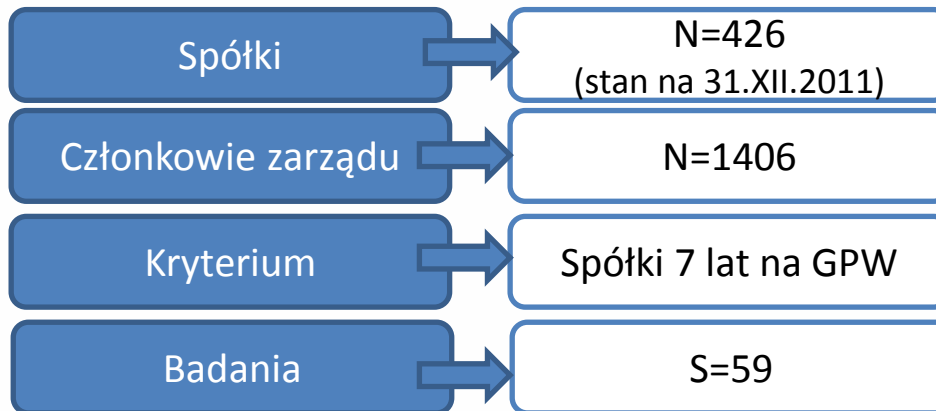 Spółki
N=426
(stan na 31.XII.2011)
Członkowie zarządu
N=1406
Kryterium
Spółki 7 lat na GPW
Badania
S=59